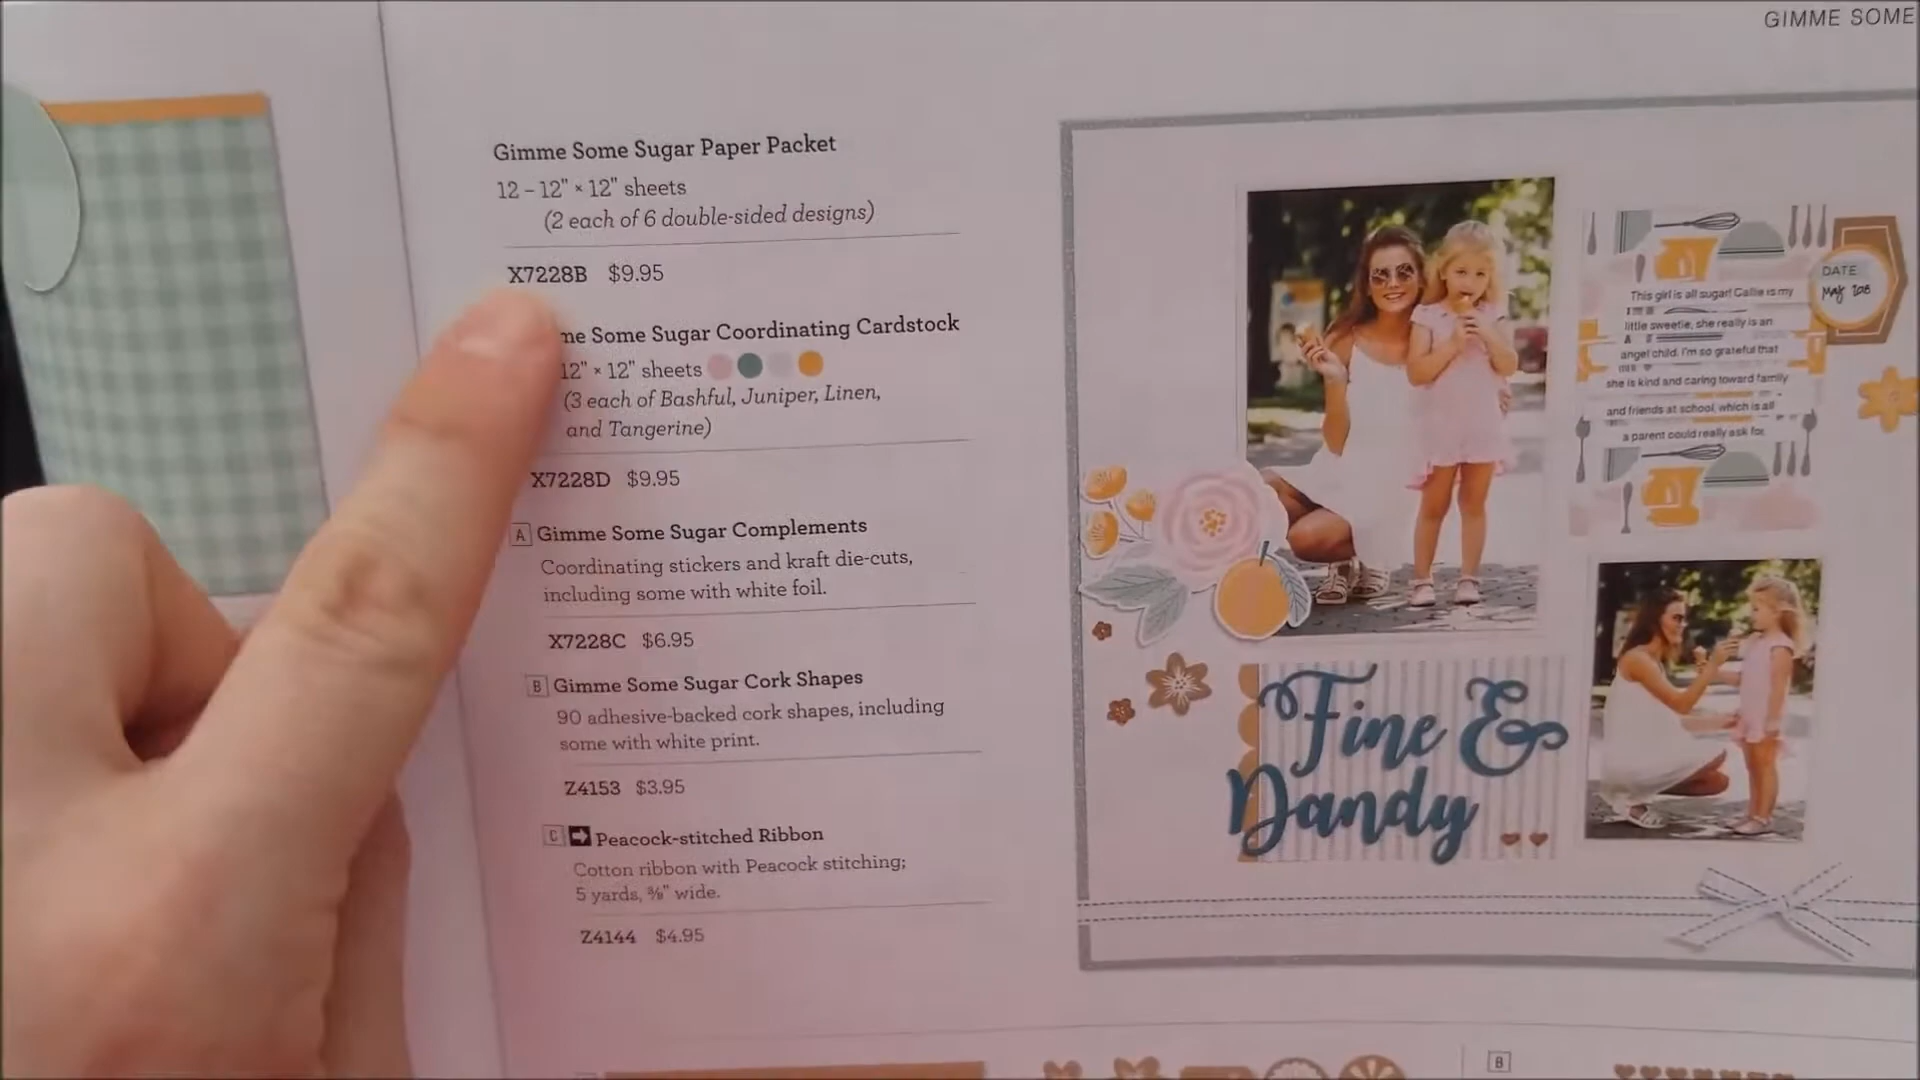 GIMME SOME
Gimme Some Sugar Paper Packet
12 – 12" × 12" sheets
(2 each of 6 double-sided designs)
X7228B $9.95
me Some Sugar Coordinating Cardstock
12" × 12" sheets
(3 each of Bashful, Juniper, Linen,
and Tangerine)
X7228D $9.95
A Gimme Some Sugar Complements
Coordinating stickers and kraft die-cuts,
including some with white foil.
X7228C $6.95
B Gimme Some Sugar Cork Shapes
90 adhesive-backed cork shapes, including
some with white print.
Z4153 $3.95
C Peacock-stitched Ribbon
Cotton ribbon with Peacock stitching;
5 yards, ⅜" wide.
Z4144 $4.95
DATE
May
This girl is all sugar! Callie is my
little sweetie, she really is an
angel child. I'm so grateful that
she is kind and caring toward family
and friends at school, which is all
a parent could really ask for.
Fine &
Dandy
B